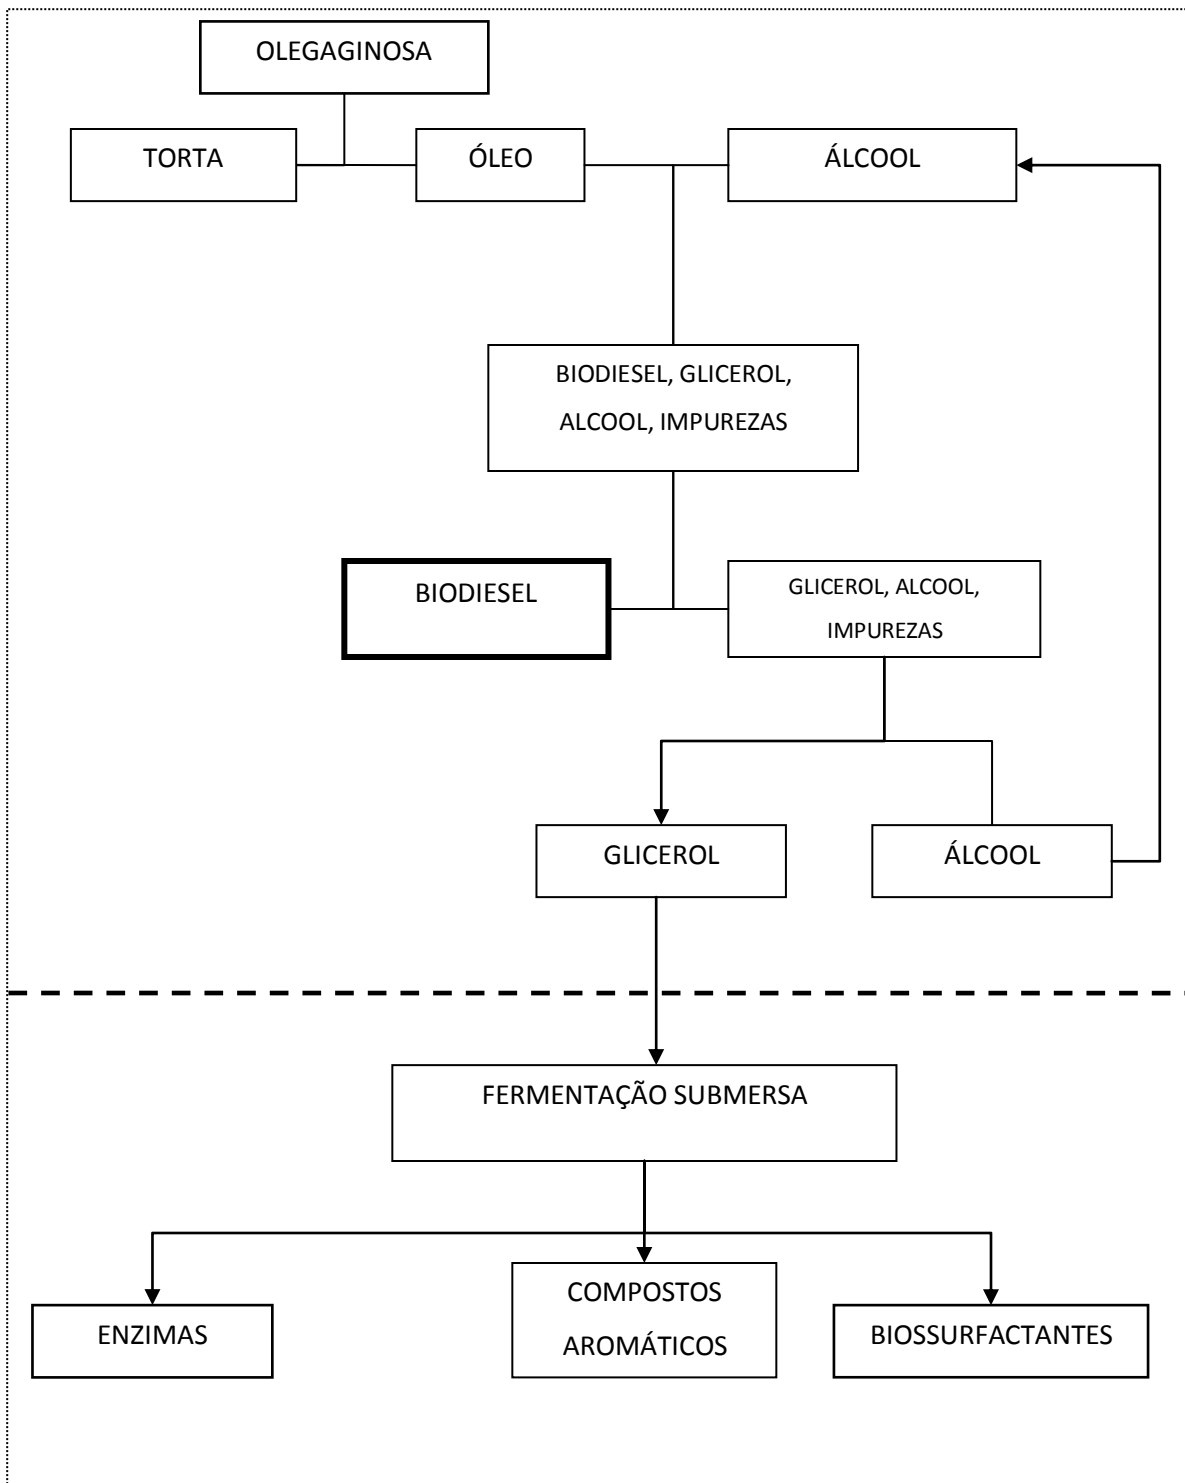 OLEGAGINOSA
TORTA
ÓLEO
ÁLCOOL
BIODIESEL, GLICEROL,
ALCOOL, IMPUREZAS
BIODIESEL
GLICEROL, ALCOOL,
IMPUREZAS
GLICEROL
ÁLCOOL
FERMENTAÇÃO SUBMERSA
ENZIMAS
COMPOSTOS
AROMÁTICOS
BIOSSURFACTANTES